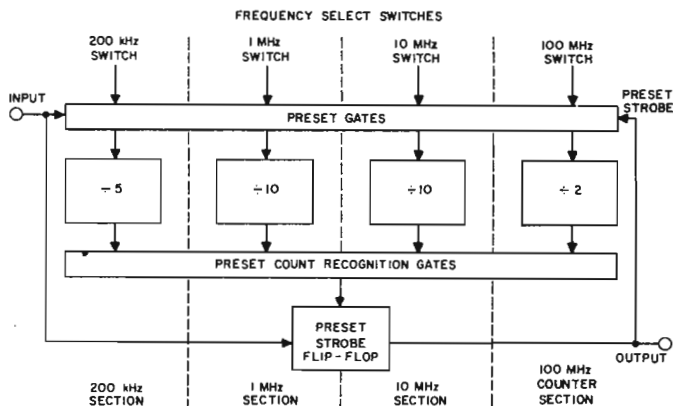 FREQUENCY SELECT SWITCHES
200 kHz SWITCH
1 MHz SWITCH
10 MHz SWITCH
100 MHz SWITCH
PRESET STROBE
INPUT
PRESET GATES
÷5
÷10
÷10
÷2
PRESET COUNT RECOGNITION GATES
PRESET STROBE FLIP-FLOP
OUTPUT
200 kHz SECTION
1 MHz SECTION
10 MHz SECTION
100 MHz COUNTER SECTION